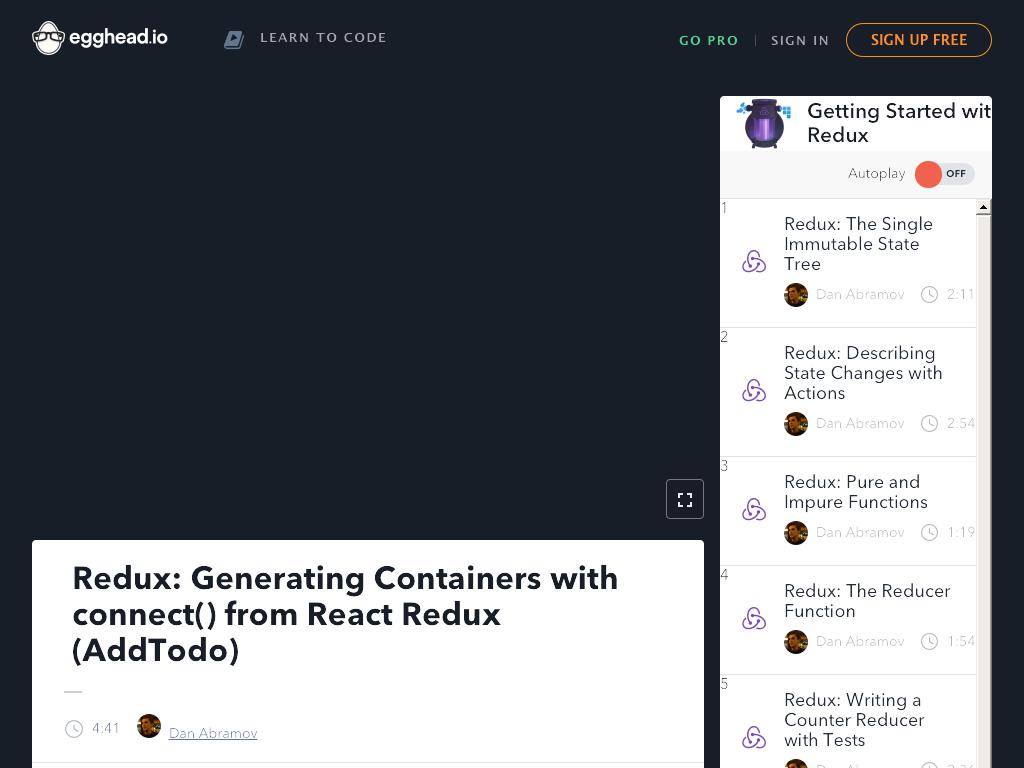 egghead.io
LEARN TO CODE
GO PRO
SIGN IN
SIGN UP FREE
Getting Started wit
Redux
Autoplay
OFF
1
Redux: The Single
Immutable State
Tree
Dan Abramov
2:11
2
Redux: Describing
State Changes with
Actions
Dan Abramov
2:54
3
Redux: Pure and
Impure Functions
Dan Abramov
1:19
4
Redux: The Reducer
Function
Dan Abramov
1:54
5
Redux: Writing a
Counter Reducer
with Tests
Redux: Generating Containers with
connect() from React Redux
(AddTodo)
4:41
Dan Abramov